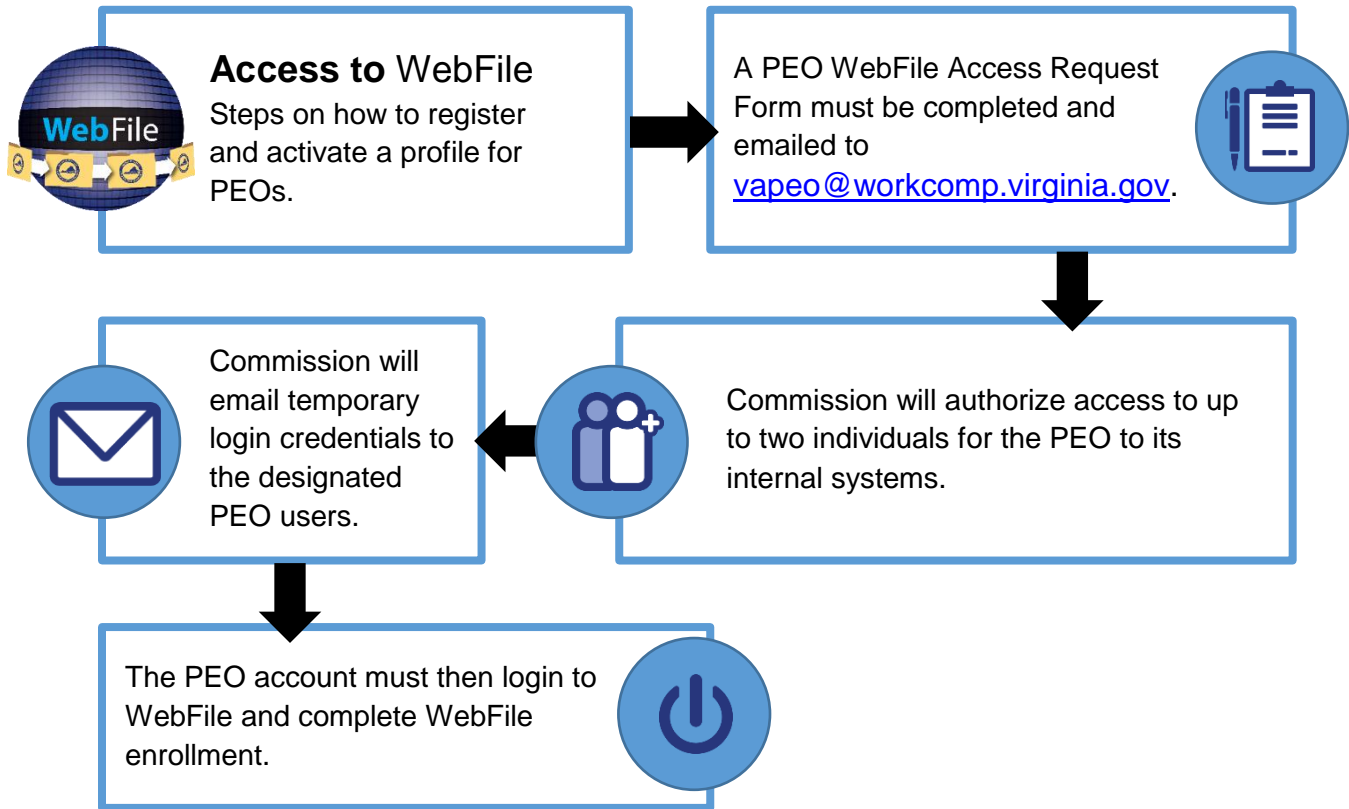 WebFile
Access to WebFile
Steps on how to register
and activate a profile for
PEOs.
A PEO WebFile Access Request
Form must be completed and
emailed to
vapeo@workcomp.virginia.gov.
Commission will authorize access to up
to two individuals for the PEO to its
internal systems.
Commission will
email temporary
login credentials to
the designated
PEO users.
The PEO account must then login to
WebFile and complete WebFile
enrollment.